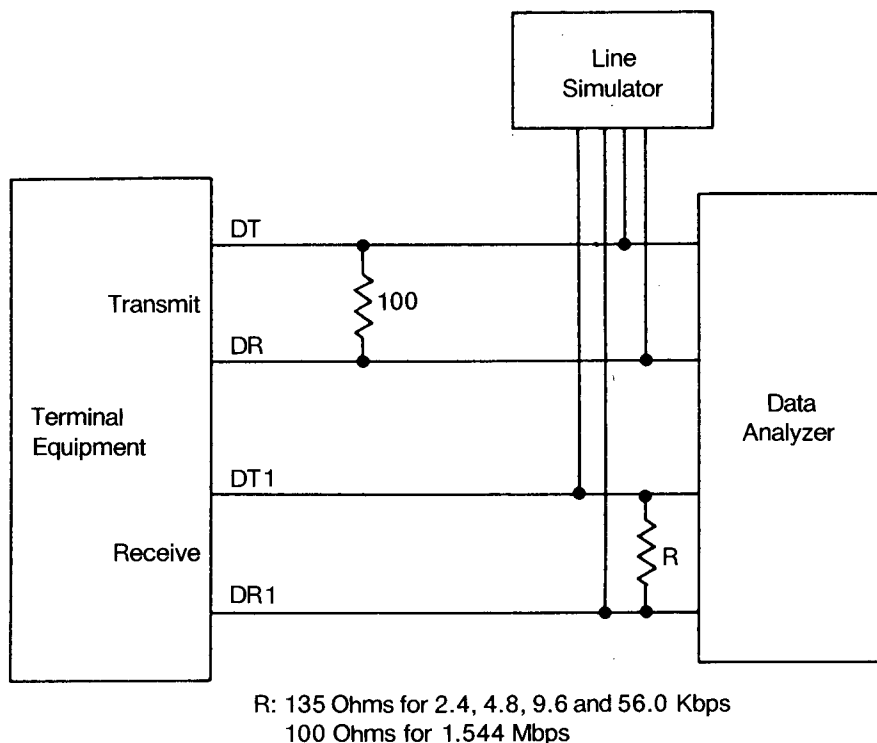 Line
Simulator
DT
Transmit
100
DR
Terminal
Equipment
Data
Analyzer
DT1
Receive
R
DR1
R: 135 Ohms for 2.4, 4.8, 9.6 and 56.0 Kbps
100 Ohms for 1.544 Mbps